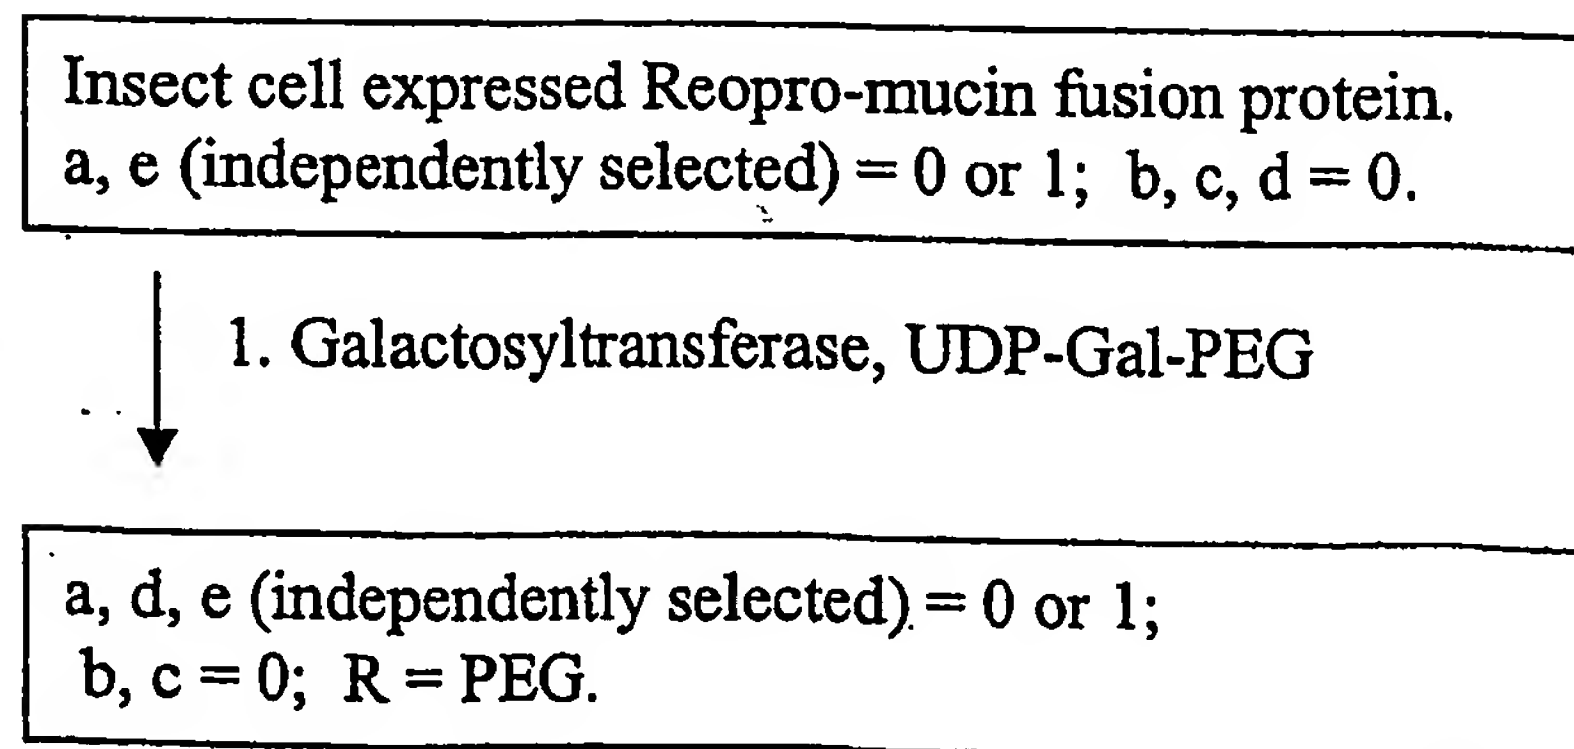 Insect cell expressed Reopro-mucin fusion protein.
a, e (independently selected) = 0 or 1;  b, c, d = 0.
1. Galactosyltransferase, UDP-Gal-PEG
a, d, e (independently selected) = 0 or 1;
b, c = 0;  R = PEG.